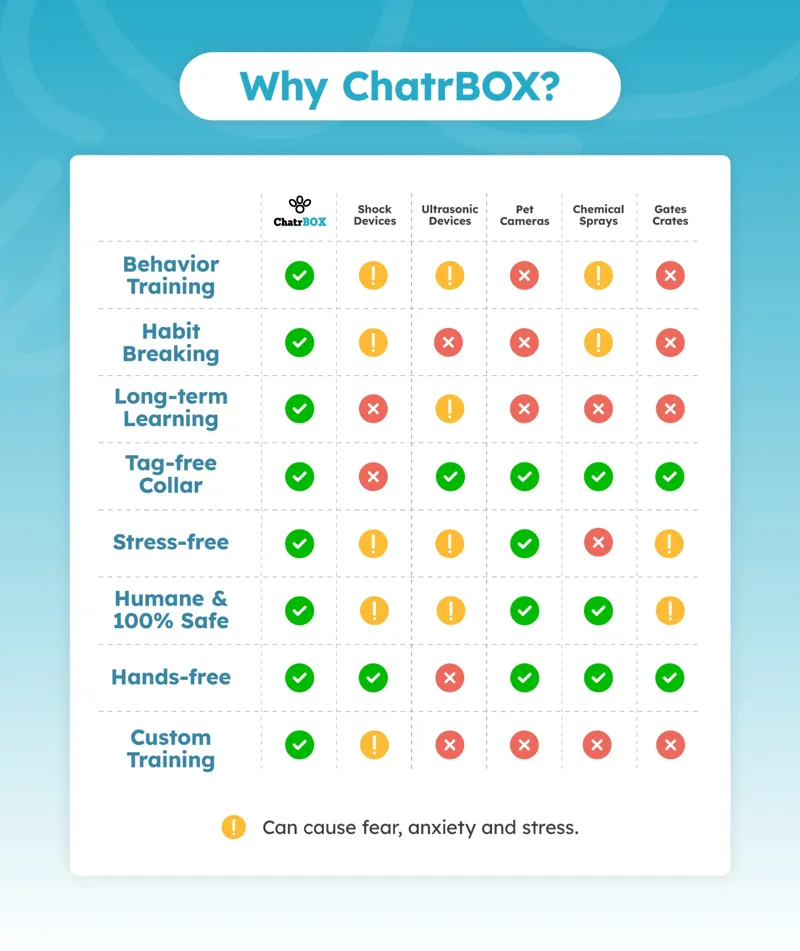 Why ChatrBOX?
ChatrBOX
Shock
Devices
Ultrasonic
Devices
Pet
Cameras
Chemical
Sprays
Gates
Crates
Behavior
Training
Habit
Breaking
Long-term
Learning
Tag-free
Collar
Stress-free
Humane &
100% Safe
Hands-free
Custom
Training
Can cause fear, anxiety and stress.